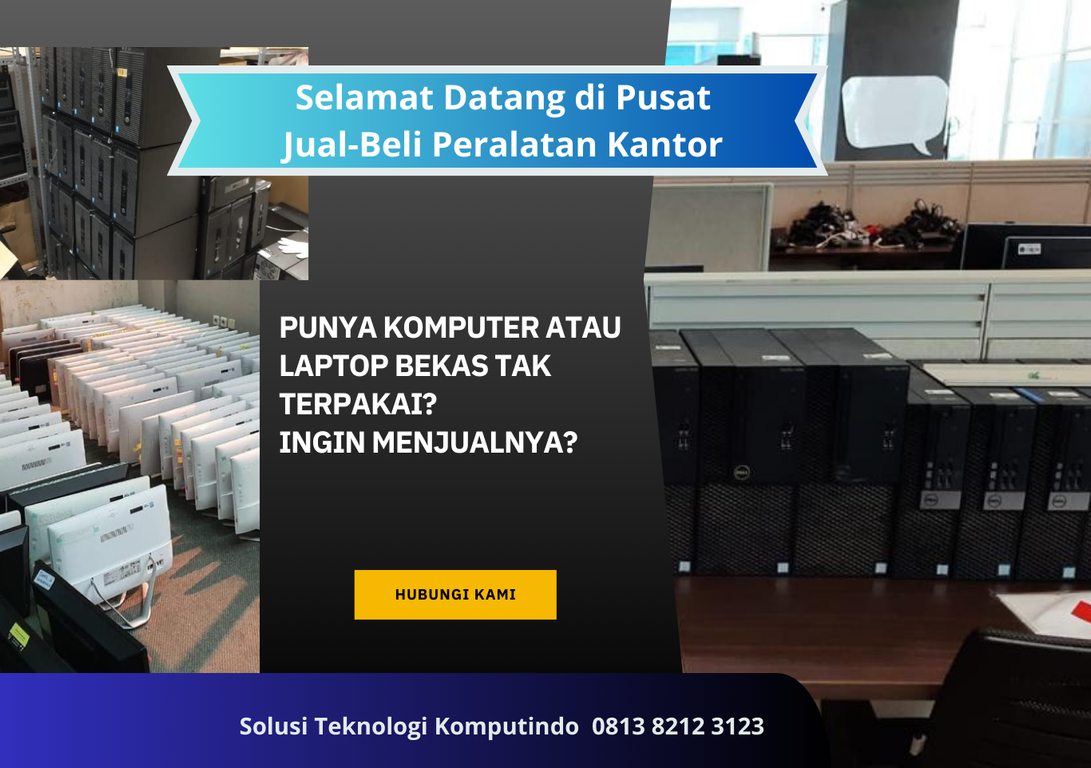 Selamat Datang di Pusat
Jual-Beli Peralatan Kantor
PUNYA KOMPUTER ATAU
LAPTOP BEKAS TAK
TERPAKAI?
INGIN MENJUALNYA?
HUBUNGI KAMI
Solusi Teknologi Komputindo 0813 8212 3123